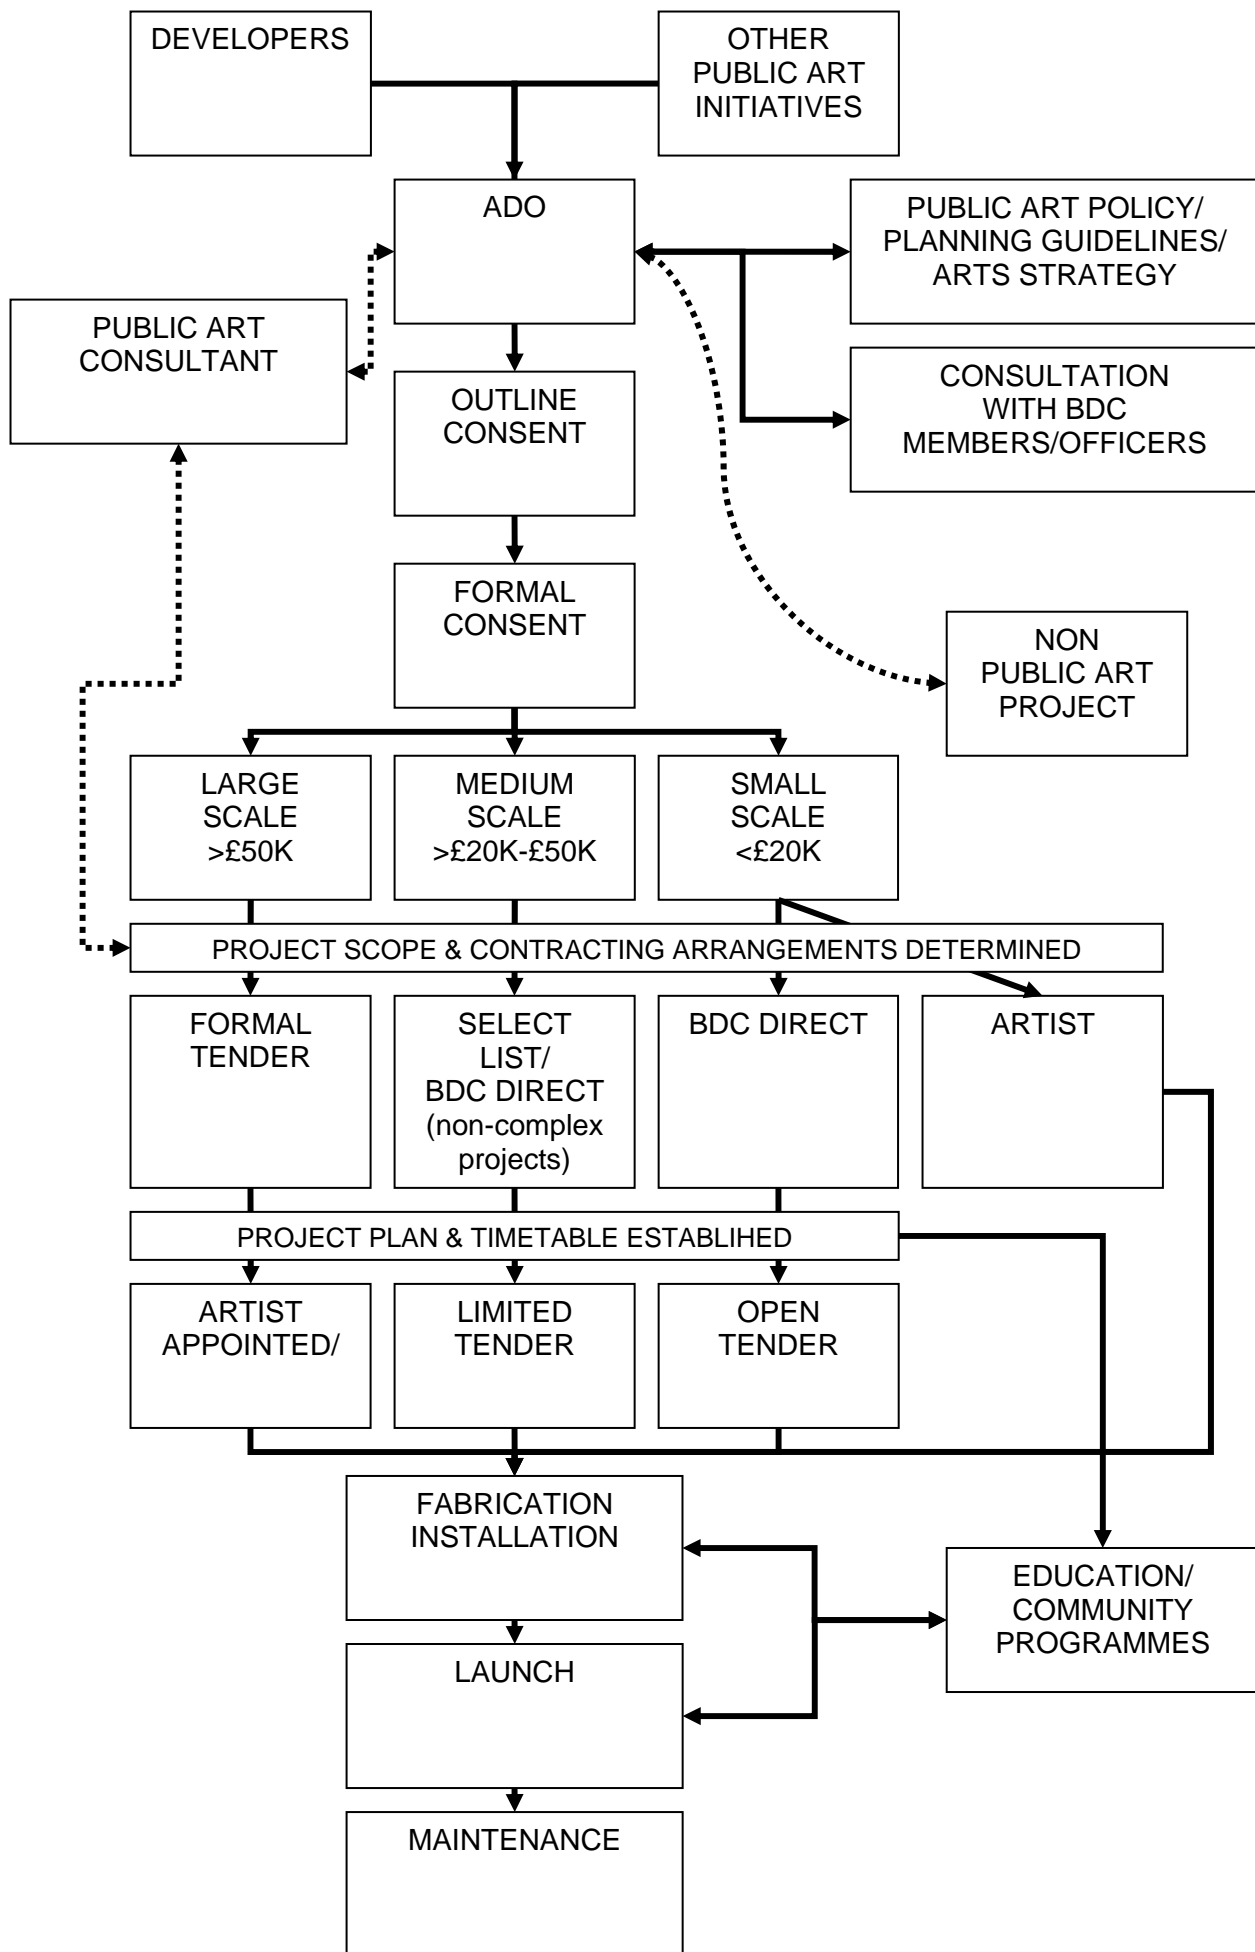 DEVELOPERS
OTHER
PUBLIC ART
INITIATIVES
ADO
PUBLIC ART POLICY/
PLANNING GUIDELINES/
ARTS STRATEGY
PUBLIC ART
CONSULTANT
CONSULTATION
WITH BDC
MEMBERS/OFFICERS
OUTLINE
CONSENT
FORMAL
CONSENT
NON
PUBLIC ART
PROJECT
LARGE
SCALE
>£50K
MEDIUM
SCALE
>£20K-£50K
SMALL
SCALE
<£20K
PROJECT SCOPE & CONTRACTING ARRANGEMENTS DETERMINED
FORMAL
TENDER
SELECT
LIST/
BDC DIRECT
(non-complex
projects)
BDC DIRECT
ARTIST
PROJECT PLAN & TIMETABLE ESTABLIHED
ARTIST
APPOINTED/
LIMITED
TENDER
OPEN
TENDER
FABRICATION
INSTALLATION
EDUCATION/
COMMUNITY
PROGRAMMES
LAUNCH
MAINTENANCE